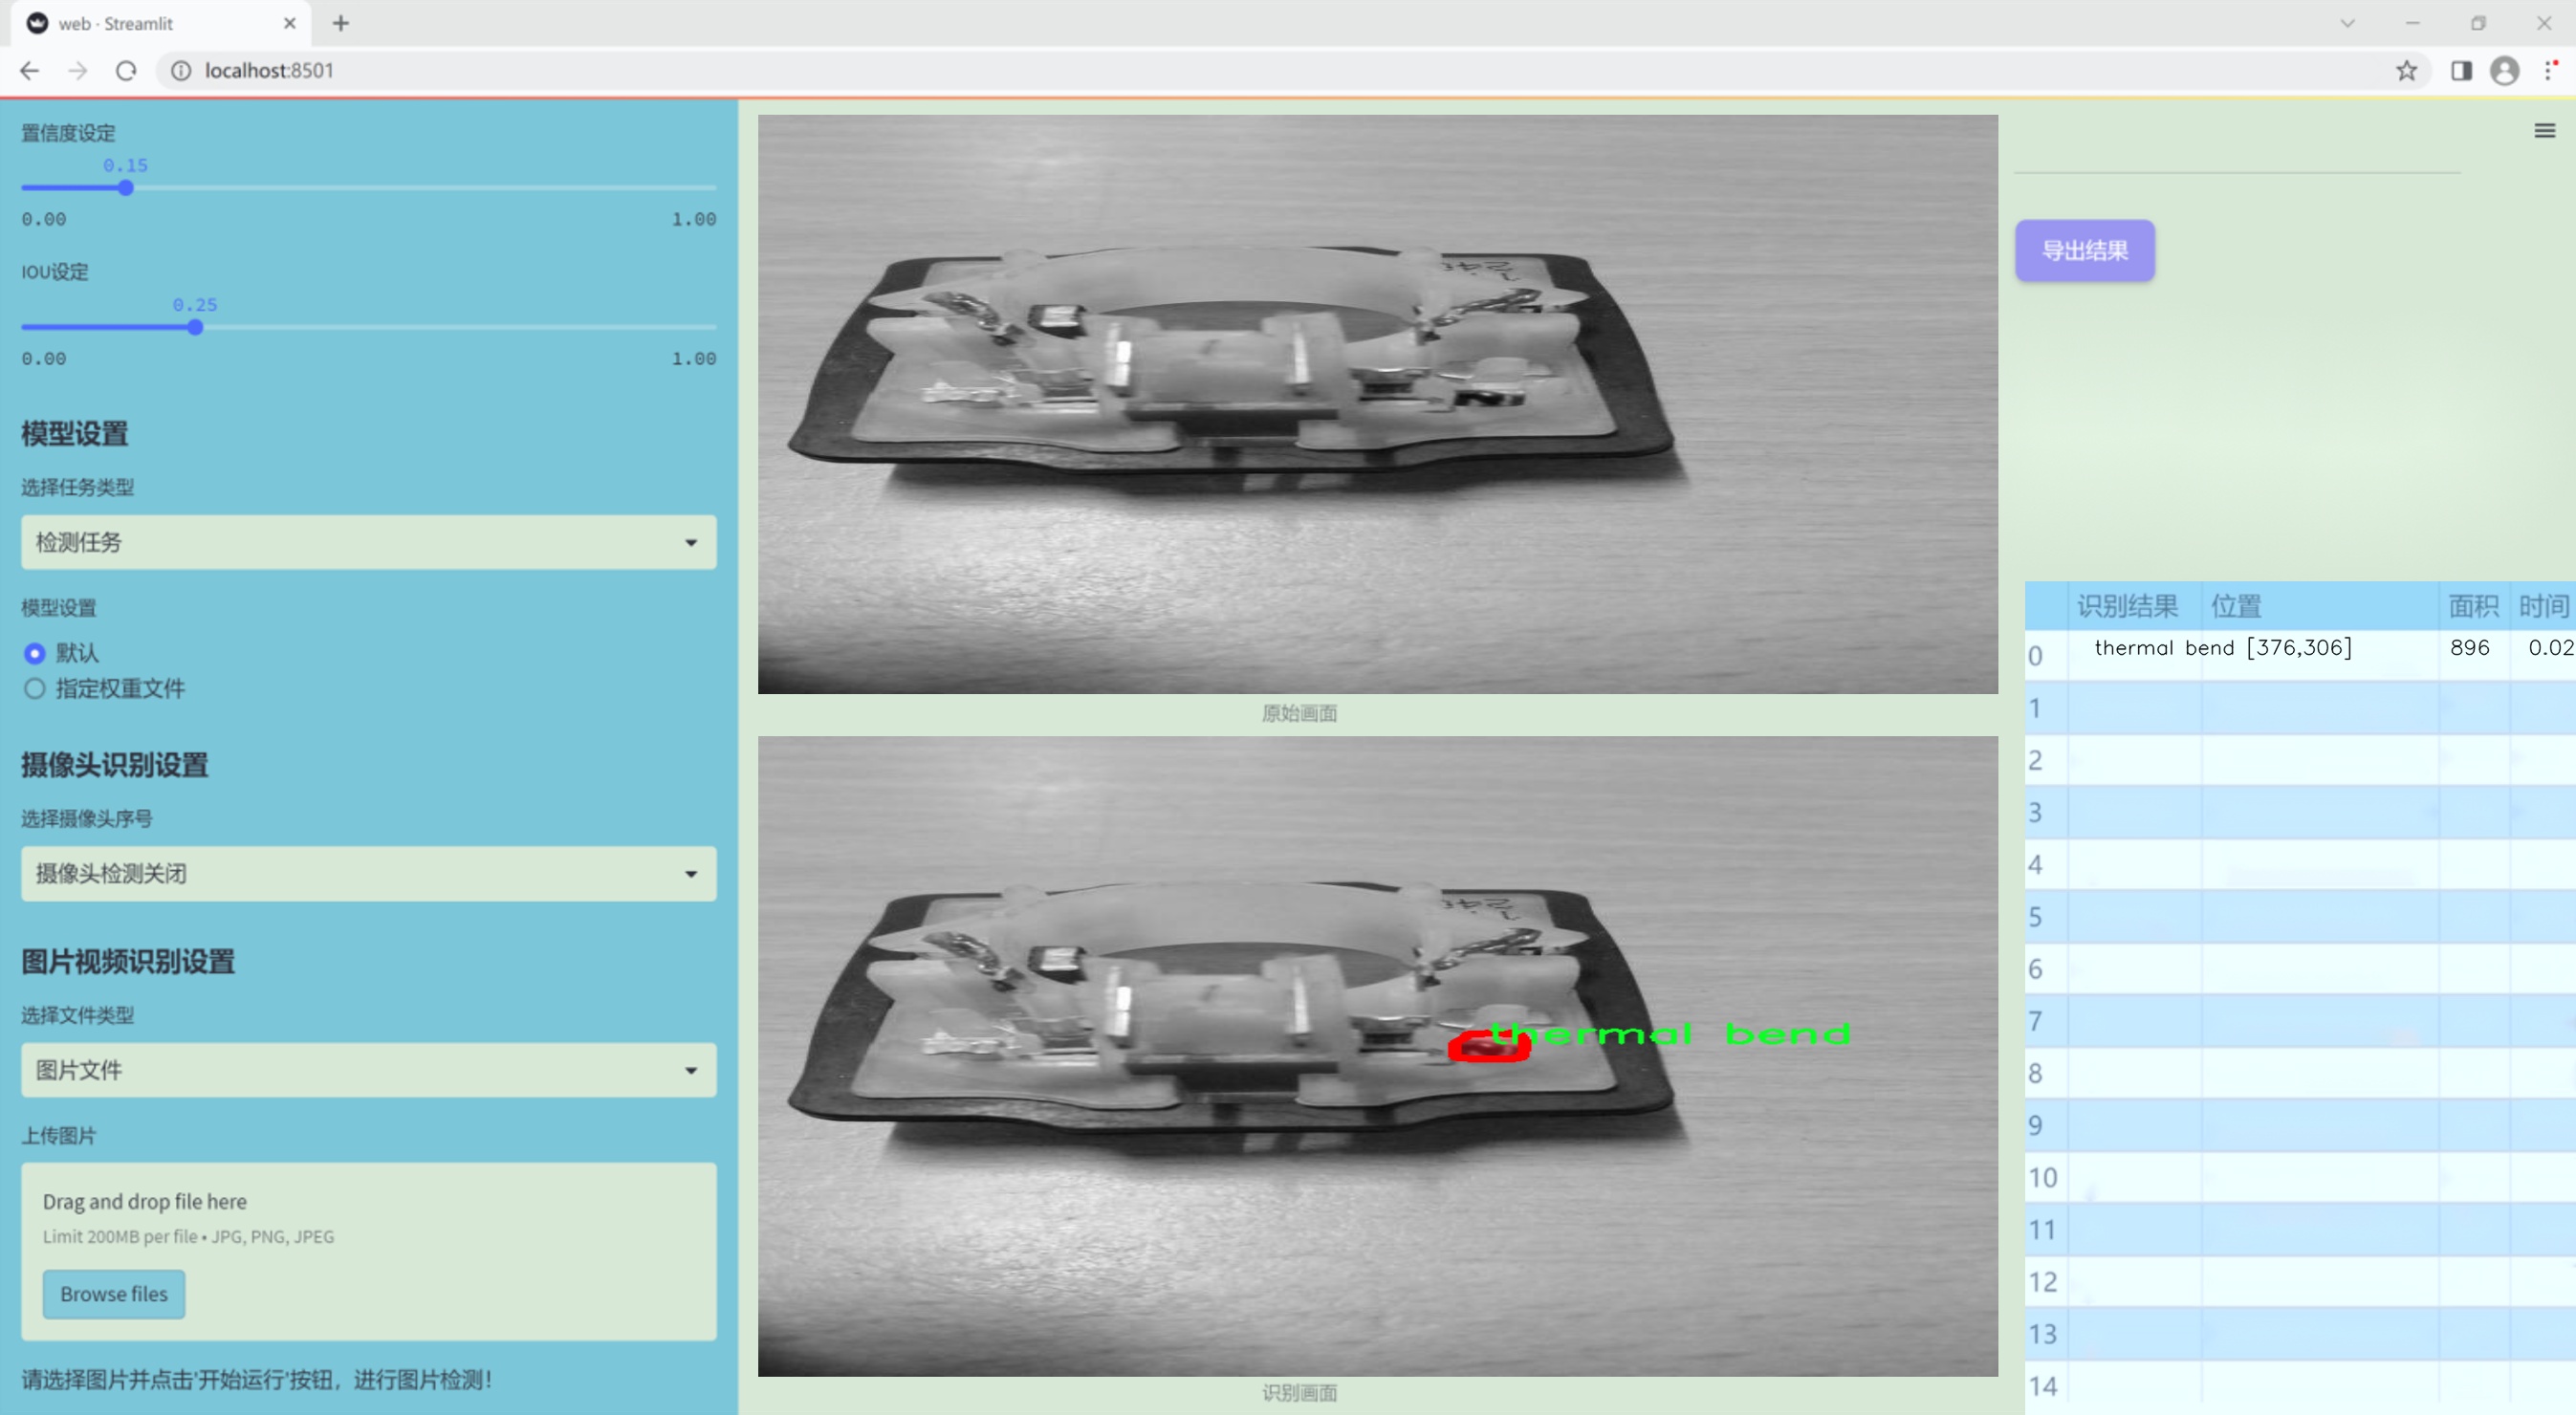 web · Streamlit
localhost:8501
置信度设定
0.15
0.00 1.00
IOU设定
0.25
0.00 1.00
模型设置
选择任务类型
检测任务
模型设置
默认
指定权重文件
摄像头识别设置
选择摄像头序号
摄像头检测关闭
图片视频识别设置
选择文件类型
图片文件
上传图片
Drag and drop file here
Limit 200MB per file • JPG, PNG, JPEG
Browse files
请选择图片并点击'开始运行'按钮，进行图片检测！
原始画面
thermal bend
识别画面
导出结果
识别结果 位置 面积 时间
0 thermal bend [376,306] 896 0.02
1
2
3
4
5
6
7
8
9
10
11
12
13
14